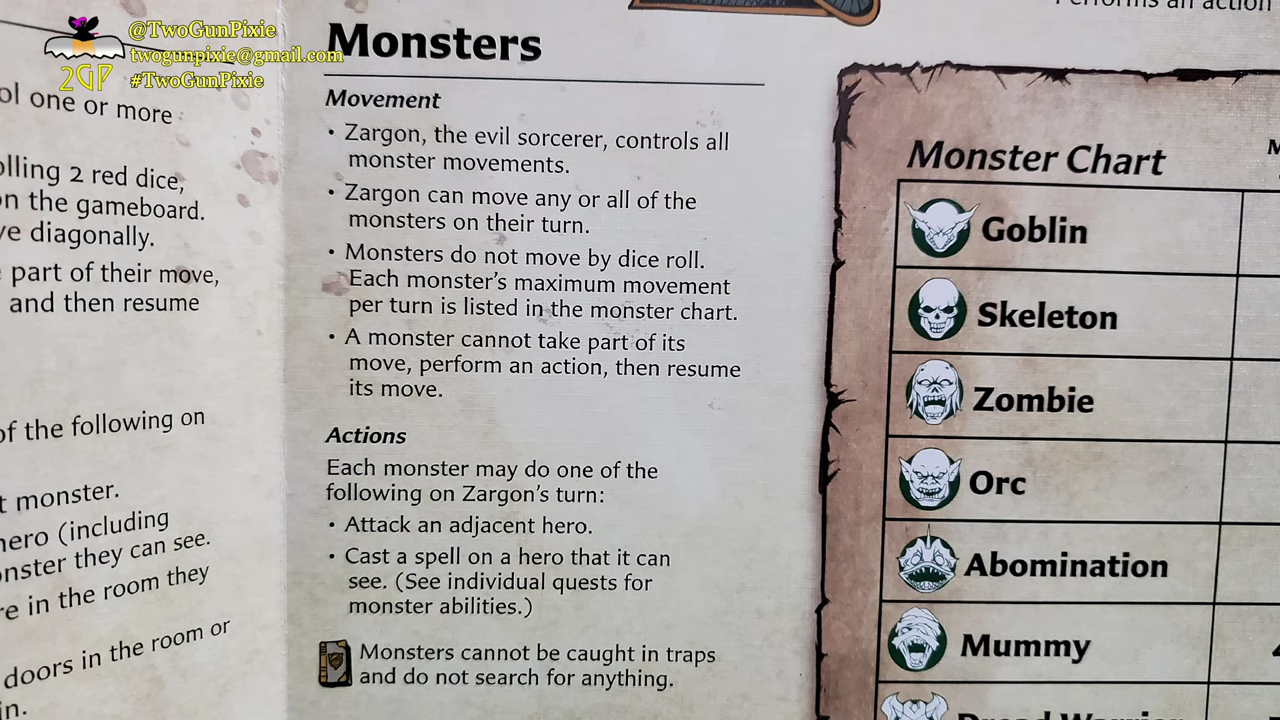 @TwoGunPixie
twogunpixie@gmail.com
#TwoGunPixie
2GP
ol one or more
olling 2 red dice,
on the gameboard.
ve diagonally.
part of their move,
and then resume
of the following on
t monster.
hero (including
onster they can see.
re in the room they
doors in the room or
in.
Monsters
Movement
• Zargon, the evil sorcerer, controls all
monster movements.
• Zargon can move any or all of the
monsters on their turn.
• Monsters do not move by dice roll.
Each monster's maximum movement
per turn is listed in the monster chart.
• A monster cannot take part of its
move, perform an action, then resume
its move.
Actions
Each monster may do one of the
following on Zargon's turn:
• Attack an adjacent hero.
• Cast a spell on a hero that it can
see. (See individual quests for
monster abilities.)
Monsters cannot be caught in traps
and do not search for anything.
Performs an action
Monster Chart
Goblin
Skeleton
Zombie
Orc
Abomination
Mummy
Dread Warrior